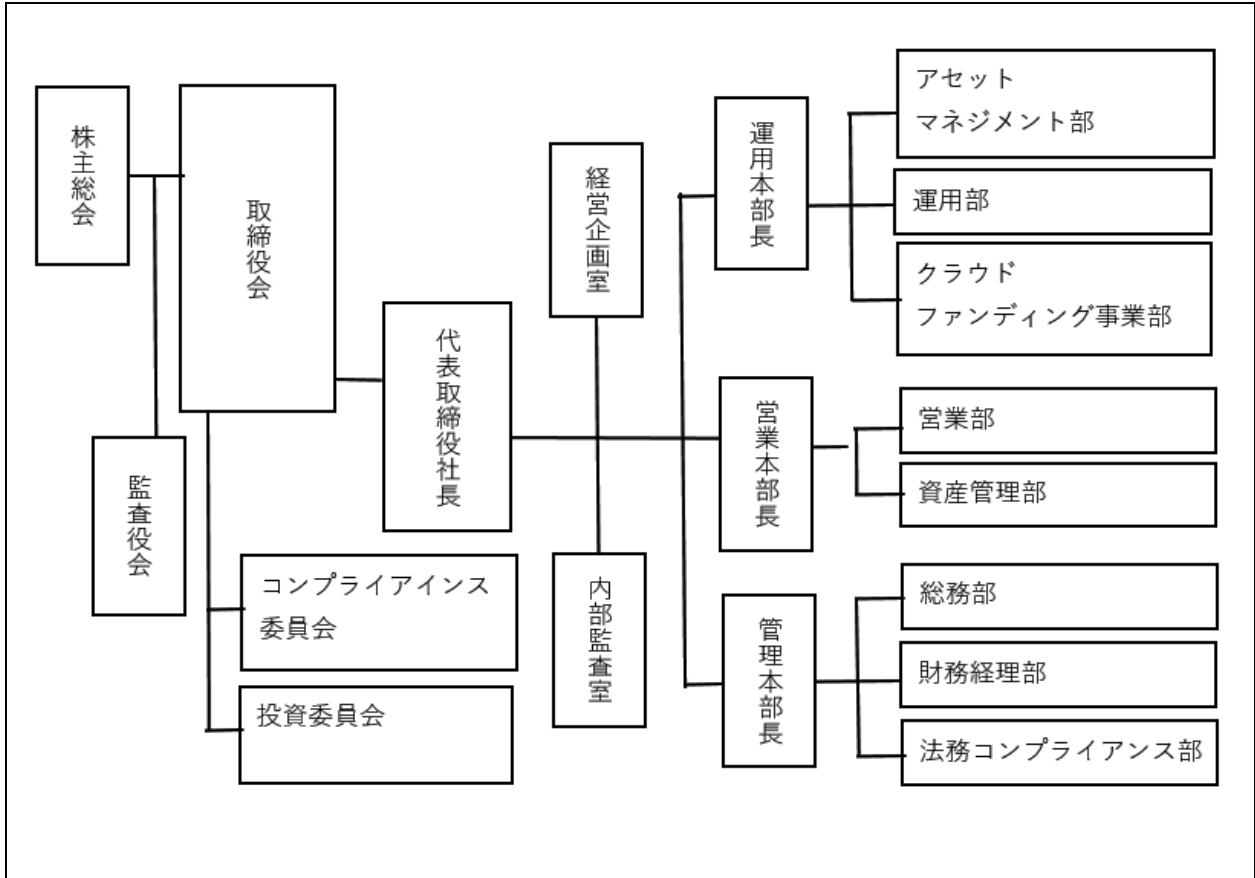 株主総会
取締役会
監査役会
コンプライアインス
委員会
投資委員会
代表取締役社長
経営企画室
内部監査室
運用本部長
アセット
マネジメント部
運用部
クラウド
ファンディング事業部
営業本部長
営業部
資産管理部
管理本部長
総務部
財務経理部
法務コンプライアンス部